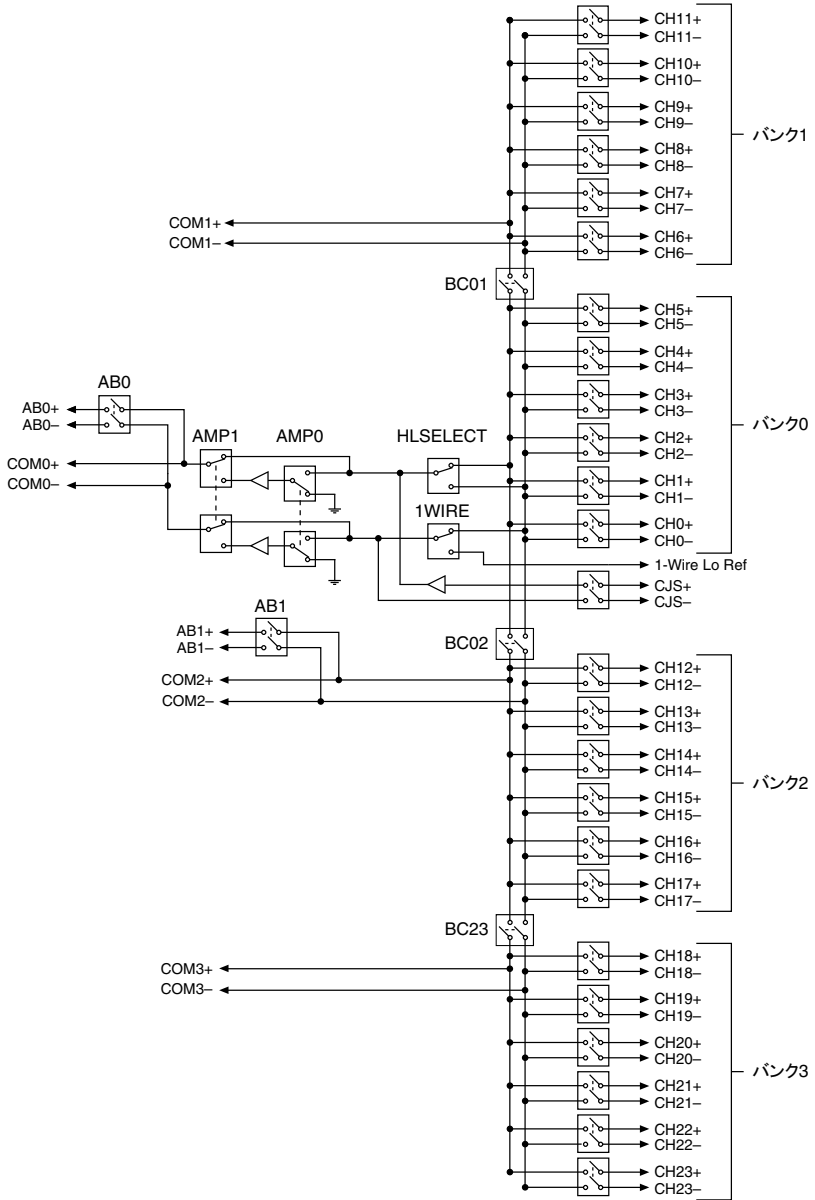 CH11+
CH11–
CH10+
CH10–
CH9+
CH9–
CH8+
CH8–
CH7+
CH7–
CH6+
CH6–
バンク1
COM1+
COM1–
BC01
CH5+
CH5–
CH4+
CH4–
CH3+
CH3–
CH2+
CH2–
CH1+
CH1–
CH0+
CH0–
バンク0
AB0
AB0+
AB0–
COM0+
COM0–
AMP1
AMP0
HLSELECT
1WIRE
1-Wire Lo Ref
CJS+
CJS–
AB1
AB1+
AB1–
COM2+
COM2–
BC02
CH12+
CH12–
CH13+
CH13–
CH14+
CH14–
CH15+
CH15–
CH16+
CH16–
CH17+
CH17–
バンク2
BC23
COM3+
COM3–
CH18+
CH18–
CH19+
CH19–
CH20+
CH20–
CH21+
CH21–
CH22+
CH22–
CH23+
CH23–
バンク3